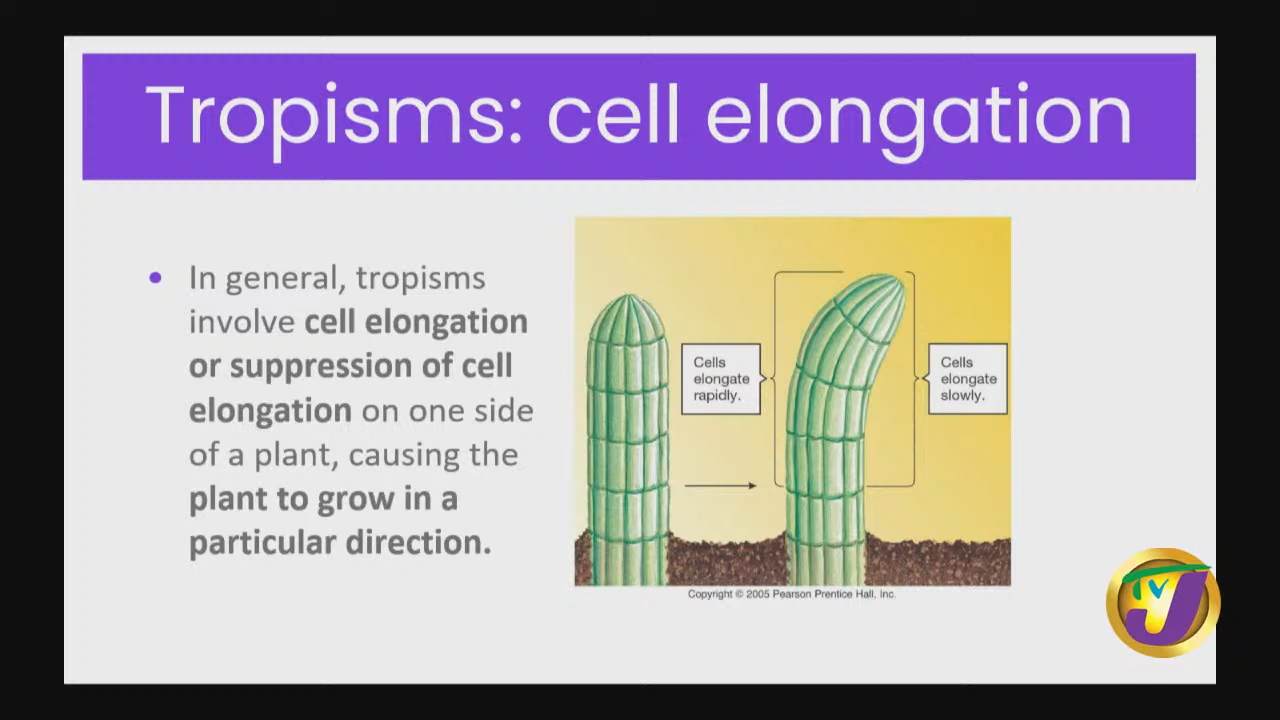 Tropisms: cell elongation
• In general, tropisms
involve cell elongation
or suppression of cell
elongation on one side
of a plant, causing the
plant to grow in a
particular direction.
Cells
elongate
rapidly.
Cells
elongate
slowly.
Copyright © 2005 Pearson Prentice Hall, Inc.
TVJ